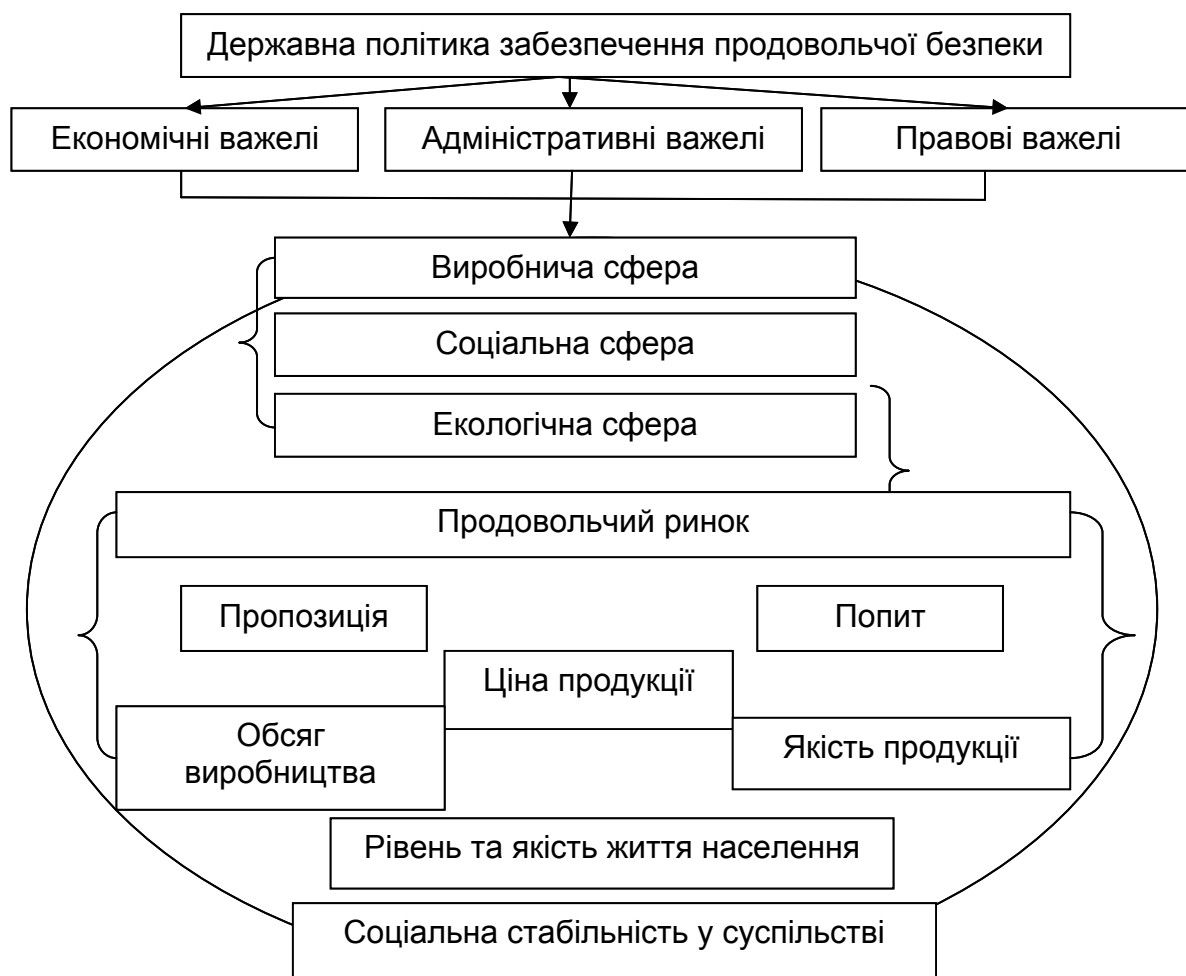 Державна політика забезпечення продовольчої безпеки
Економічні важелі
Адміністративні важелі
Правові важелі
Виробнича сфера
Соціальна сфера
Екологічна сфера
Продовольчий ринок
Пропозиція
Попит
Ціна продукції
Обсяг
виробництва
Якість продукції
Рівень та якість життя населення
Соціальна стабільність у суспільстві